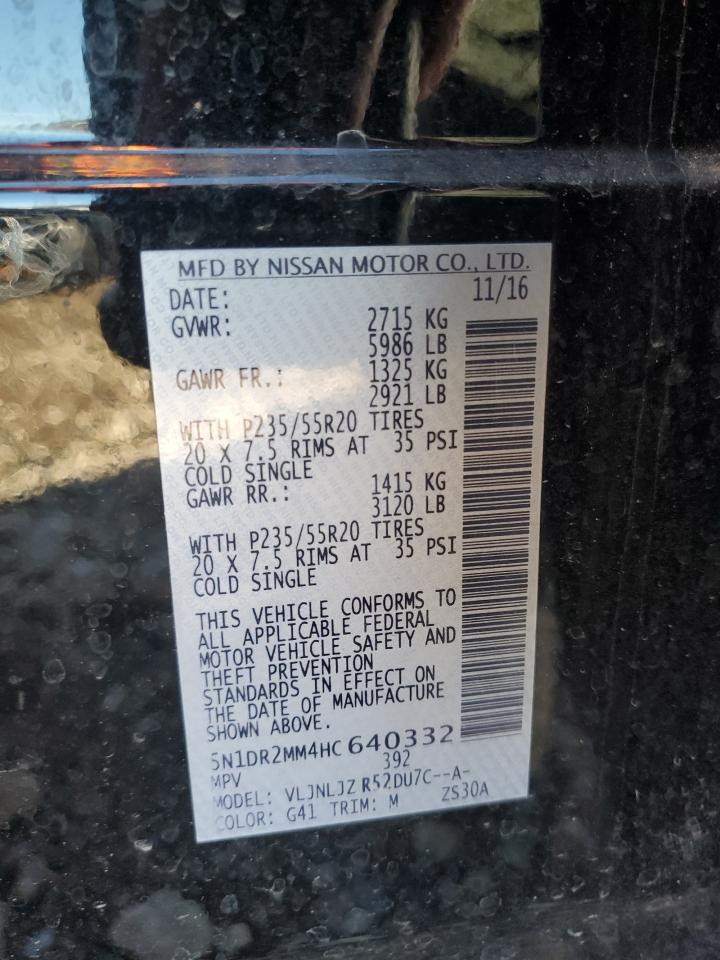 MFD BY NISSAN MOTOR CO., LTD.
DATE: 11/16
GVWR: 2715 KG
5986 LB
GAWR FR.: 1325 KG
2921 LB
WITH P235/55R20 TIRES
20 X 7.5 RIMS AT 35 PSI
COLD SINGLE
GAWR RR.: 1415 KG
3120 LB
WITH P235/55R20 TIRES
20 X 7.5 RIMS AT 35 PSI
COLD SINGLE
THIS VEHICLE CONFORMS TO
ALL APPLICABLE FEDERAL
MOTOR VEHICLE SAFETY AND
THEFT PREVENTION
STANDARDS IN EFFECT ON
THE DATE OF MANUFACTURE
SHOWN ABOVE.
5N1DR2MM4HC 640332
MPV 392
MODEL: VLJNLJZ R52DU7C--A-
COLOR: G41 TRIM: M ZS30A